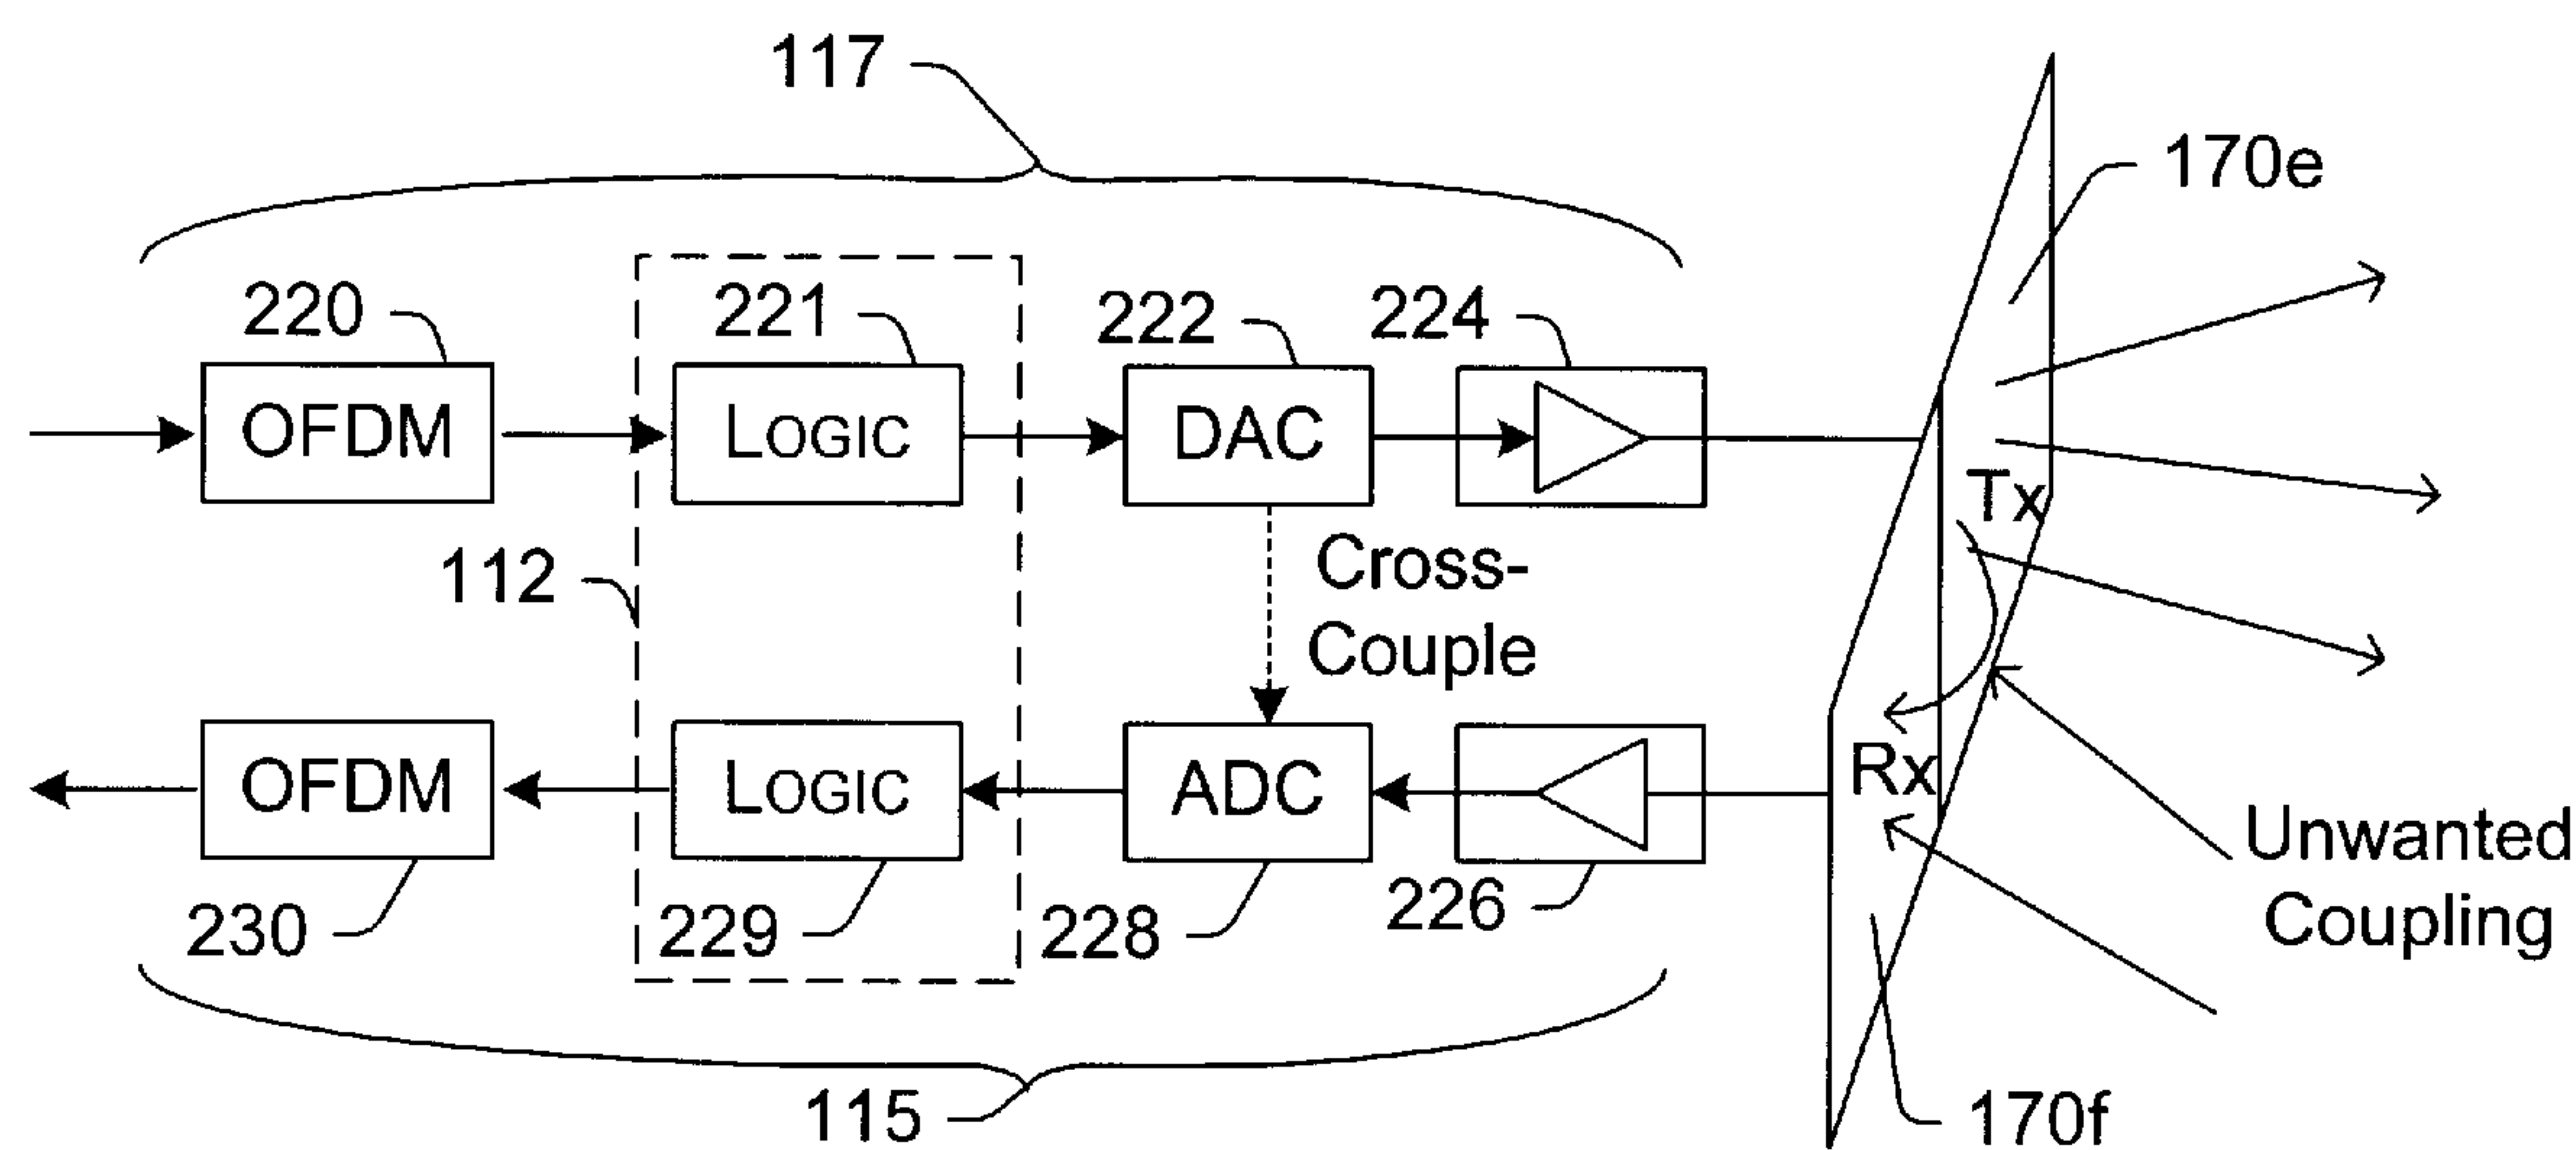 117
170e
220
221
222
224
OFDM
LOGIC
DAC
Tx
112
Cross-
Couple
OFDM
LOGIC
ADC
Rx
Unwanted
Coupling
230
229
228
226
115
170f